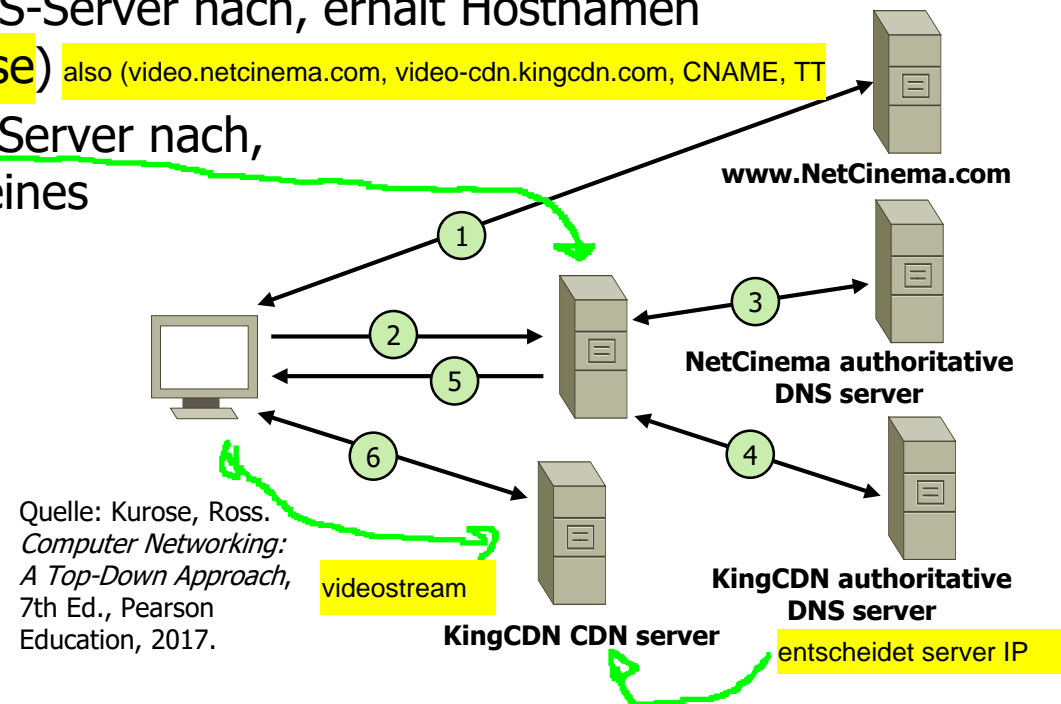 S-Server nach, erhält Hostnamen
se) also (video.netcinema.com, video-cdn.kingcdn.com, CNAME, TT
Server nach,
eines
www.NetCinema.com
1
3
2
NetCinema authoritative
DNS server
5
6
4
Quelle: Kurose, Ross.
Computer Networking:
A Top-Down Approach,
7th Ed., Pearson
Education, 2017.
videostream
KingCDN authoritative
DNS server
KingCDN CDN server
entscheidet server IP